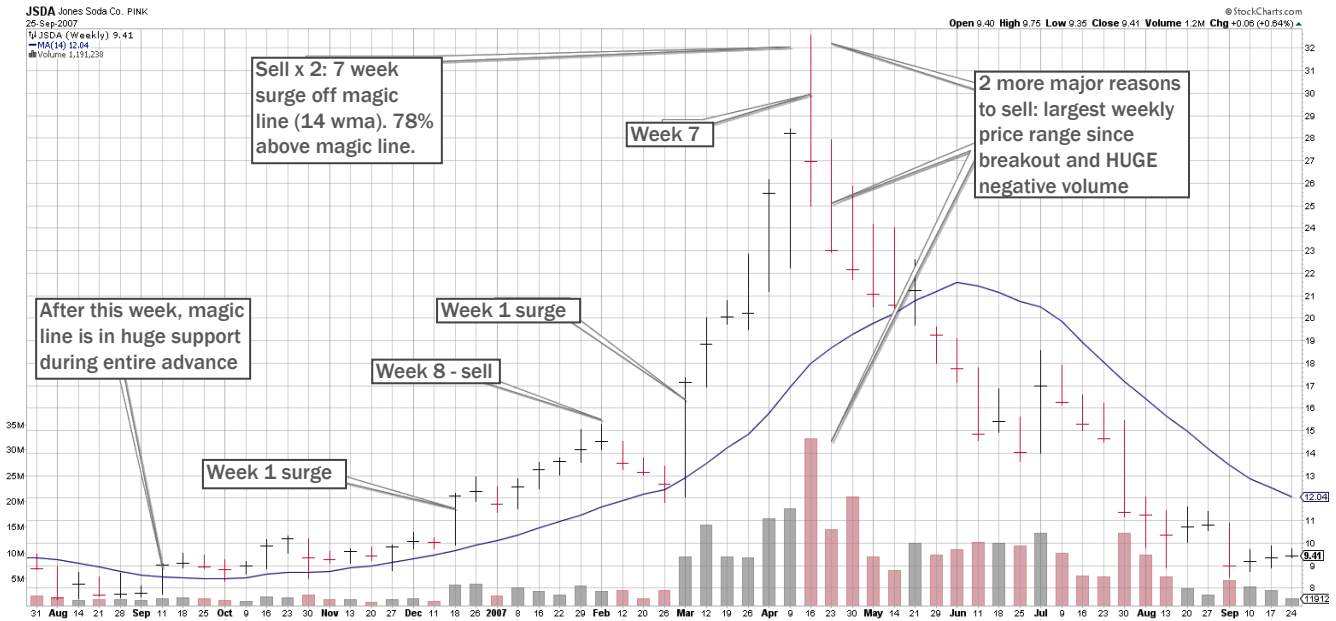 JSDA Jones Soda Co. PINK
© StockCharts.com
25-Sep-2007
Open 9.40 High 9.75 Low 9.35 Close 9.41 Volume 1.2M Chg +0.06 (+0.64%)
JSDA (Weekly) 9.41
MA(14) 12.04
Volume 1,191,238
Sell x 2: 7 week
surge off magic
line (14 wma). 78%
above magic line.
Week 7
2 more major reasons
to sell: largest weekly
price range since
breakout and HUGE
negative volume
After this week, magic
line is in huge support
during entire advance
Week 1 surge
Week 8 - sell
Week 1 surge
32
31
30
29
28
27
26
25
24
23
22
21
20
19
18
17
16
15
14
13
12.04
11
10
9.41
8
11912
35M
30M
25M
20M
15M
10M
5M
31 Aug 14 21 28 Sep 11 18 25 Oct 9 16 23 30 Nov 13 20 27 Dec 11 18 26 2007 8 16 22 29 Feb 12 20 26 Mar 12 19 26 Apr 9 16 23 30 May 14 21 29 Jun 11 18 25 Jul 9 16 23 30 Aug 13 20 27 Sep 10 17 24